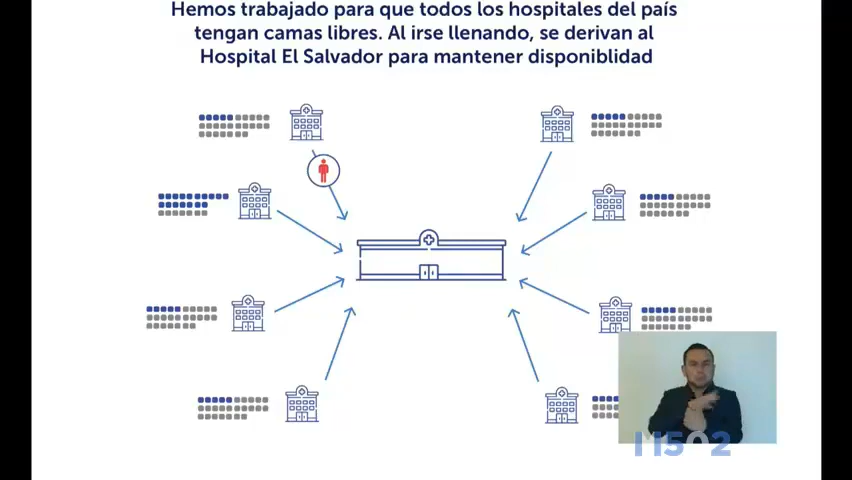 Hemos trabajado para que todos los hospitales del país
tengan camas libres. Al irse llenando, se derivan al
Hospital El Salvador para mantener disponiblidad